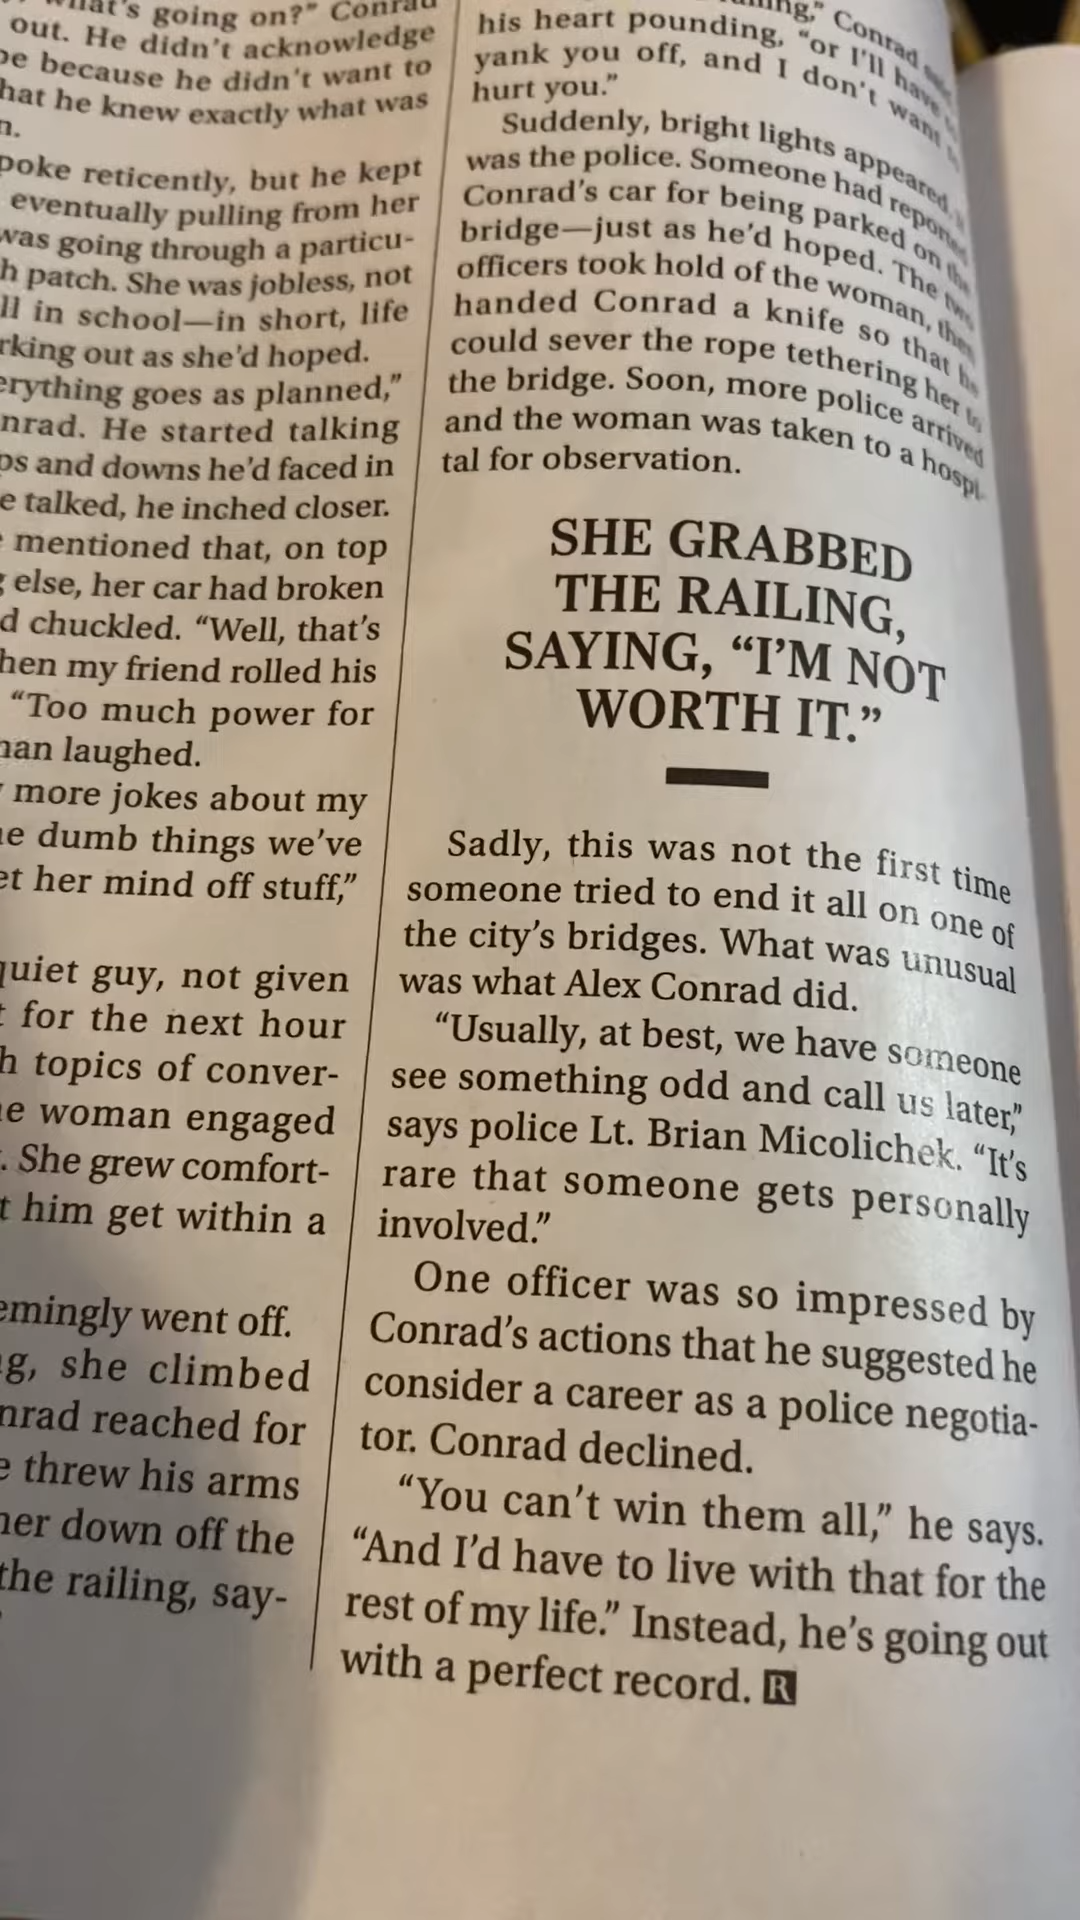 what's going on?" Conrad
out. He didn't acknowledge
because he didn't want to
hat he knew exactly what was
n.
poke reticently, but he kept
eventually pulling from her
was going through a particu-
h patch. She was jobless, not
ll in school—in short, life
rking out as she'd hoped.
erything goes as planned,"
nrad. He started talking
ps and downs he'd faced in
e talked, he inched closer.
mentioned that, on top
else, her car had broken
d chuckled. "Well, that's
hen my friend rolled his
"Too much power for
nan laughed.
more jokes about my
e dumb things we've
et her mind off stuff,"
quiet guy, not given
t for the next hour
h topics of conver-
e woman engaged
. She grew comfort-
t him get within a
emingly went off.
g, she climbed
nrad reached for
e threw his arms
her down off the
the railing, say-
Conrad
his heart pounding, "or I'll have to
yank you off, and I don't want to
hurt you."
Suddenly, bright lights appeared. It
was the police. Someone had reported
Conrad's car for being parked on the
bridge—just as he'd hoped. The two
officers took hold of the woman, then
handed Conrad a knife so that he
could sever the rope tethering her to
the bridge. Soon, more police arrived
and the woman was taken to a hospi-
tal for observation.
SHE GRABBED
THE RAILING,
SAYING, "I'M NOT
WORTH IT."
Sadly, this was not the first time
someone tried to end it all on one of
the city's bridges. What was unusual
was what Alex Conrad did.
"Usually, at best, we have someone
see something odd and call us later,"
says police Lt. Brian Micolichek. "It's
rare that someone gets personally
involved."
One officer was so impressed by
Conrad's actions that he suggested he
consider a career as a police negotia-
tor. Conrad declined.
"You can't win them all," he says.
"And I'd have to live with that for the
rest of my life." Instead, he's going out
with a perfect record. R